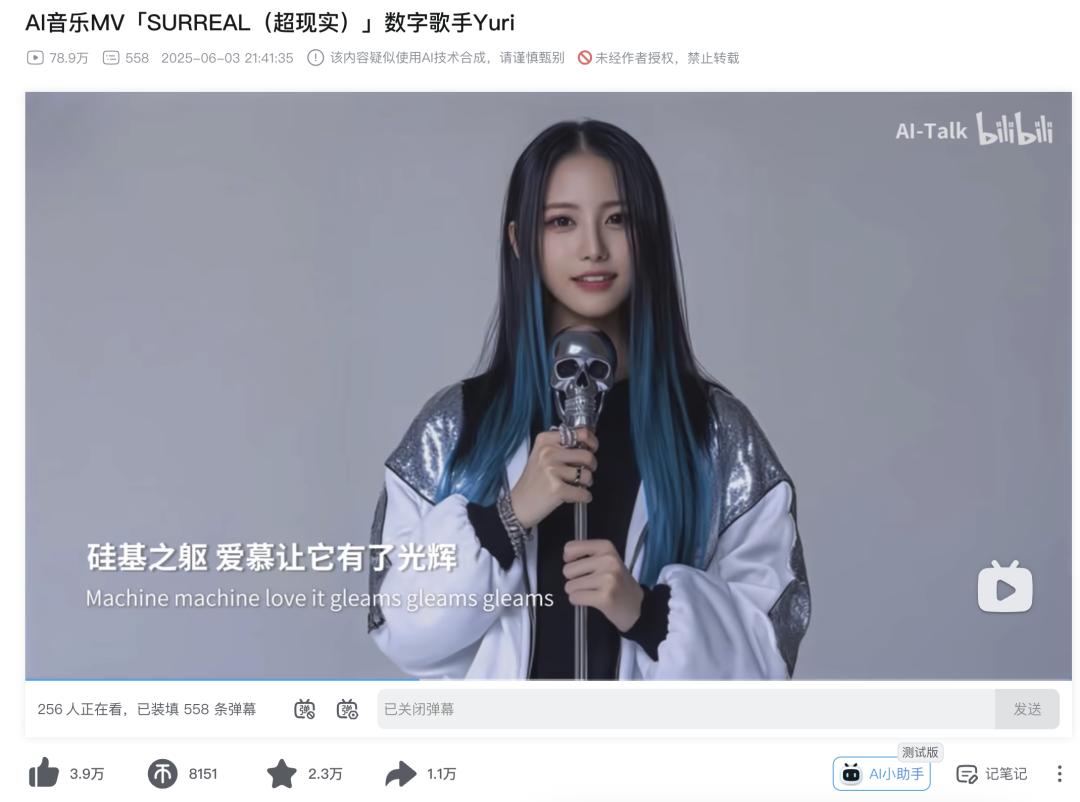 AI音乐MV「SURREAL（超现实）」数字歌手Yuri
78.9万 558 2025-06-03 21:41:35 该内容疑似使用AI技术合成，请谨慎甄别 未经作者授权，禁止转载
AI-Talk bilibili
硅基之躯 爱慕让它有了光辉
Machine machine love it gleams gleams gleams
256 人正在看，已装填 558 条弹幕 弹 弹 已关闭弹幕 发送
测试版
3.9万 8151 2.3万 1.1万 AI小助手 记笔记